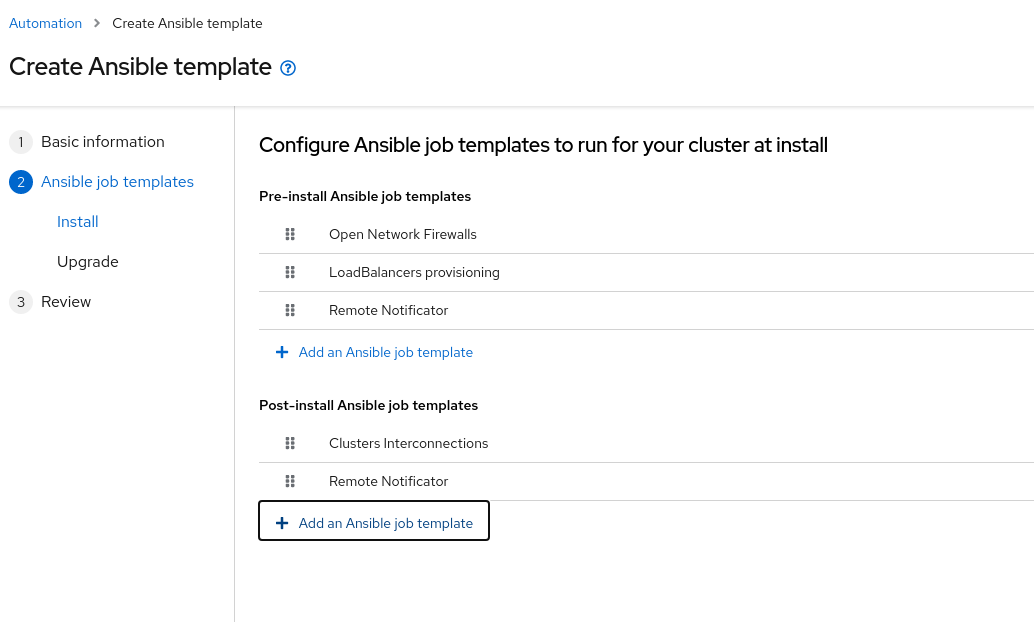 Automation > Create Ansible template
Create Ansible template ?
1 Basic information
2 Ansible job templates
Install
Upgrade
3 Review
Configure Ansible job templates to run for your cluster at install
Pre-install Ansible job templates
Open Network Firewalls
LoadBalancers provisioning
Remote Notificator
+ Add an Ansible job template
Post-install Ansible job templates
Clusters Interconnections
Remote Notificator
+ Add an Ansible job template